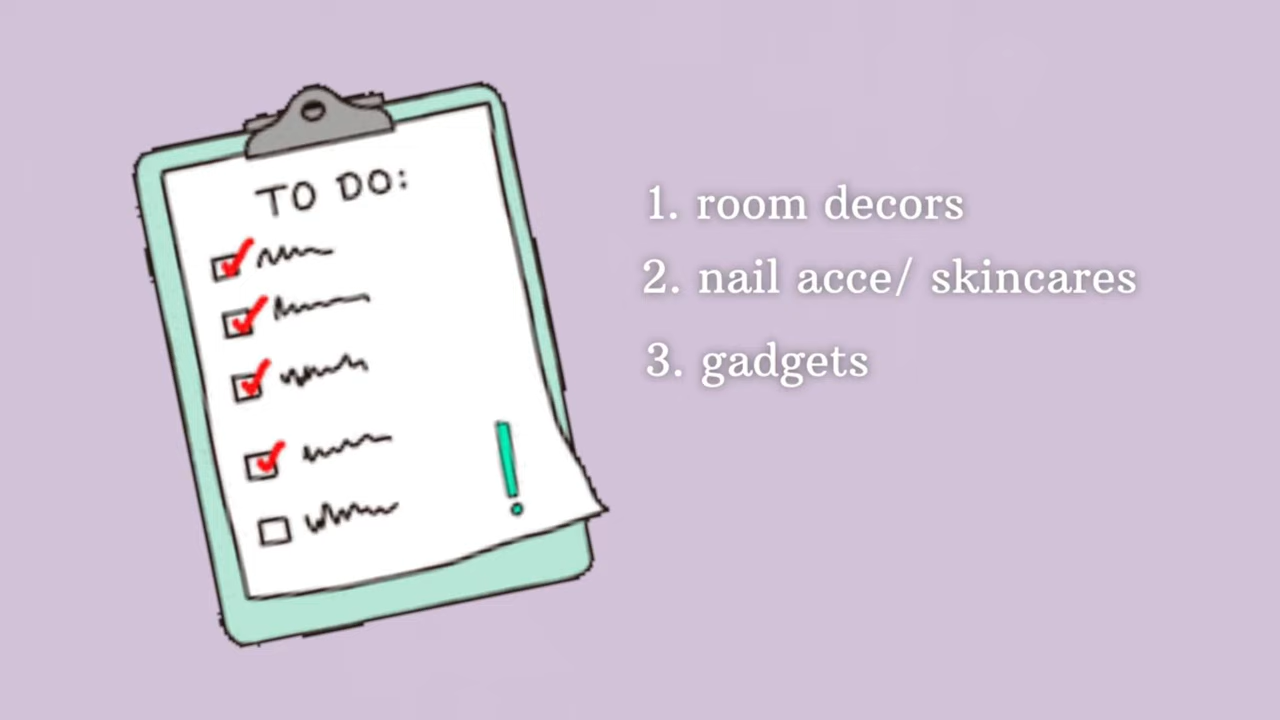 TO DO:
1. room decors
2. nail acce/ skincares
3. gadgets